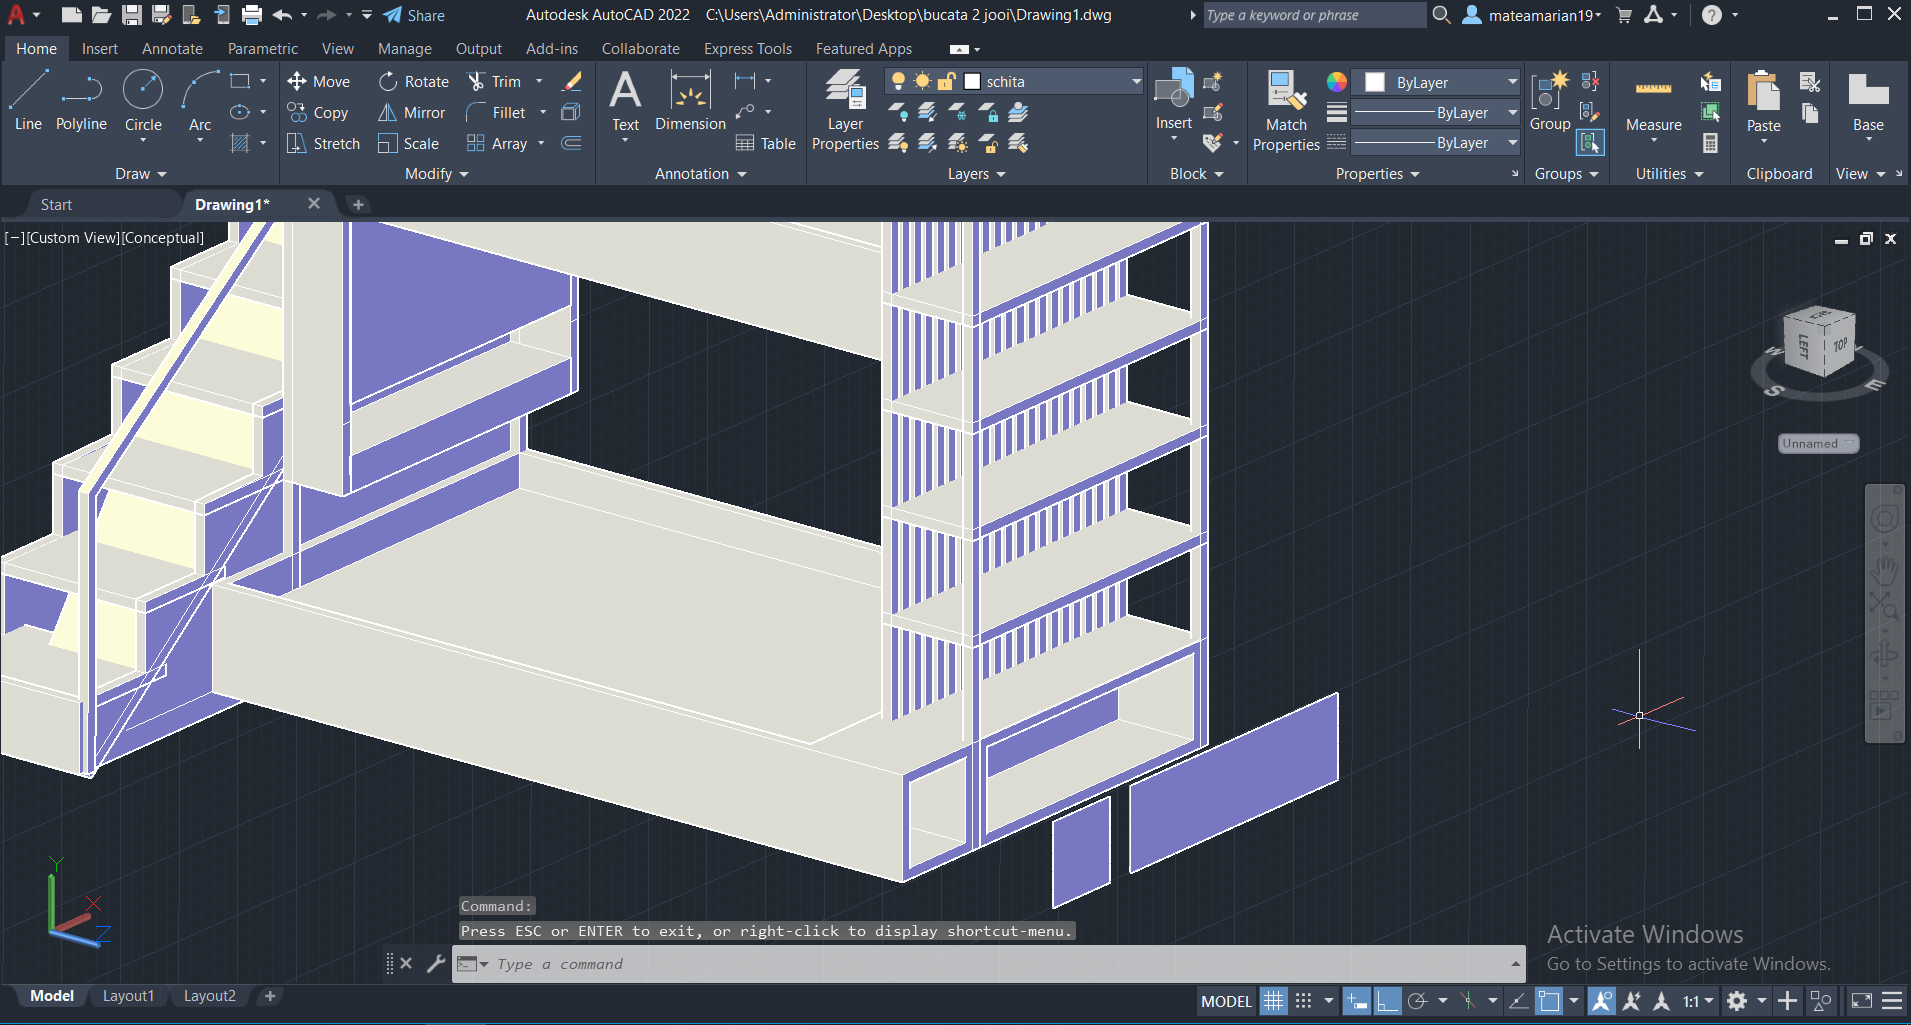 Share
Autodesk AutoCAD 2022 C:\Users\Administrator\Desktop\bucata 2 jooi\Drawing1.dwg
Type a keyword or phrase
mateamarian19
Home Insert Annotate Parametric View Manage Output Add-ins Collaborate Express Tools Featured Apps
Move Rotate Trim
schita
ByLayer
Line Polyline Circle Arc
Copy Mirror Fillet
Text Dimension
Layer
Properties
Insert
Match
Properties
ByLayer
Group Measure Paste Base
Stretch Scale Array
Table
ByLayer
Draw Modify Annotation Layers Block Properties Groups Utilities Clipboard View
Start Drawing1*
[−][Custom View][Conceptual]
LEFT TOP
S E
Unnamed
Y
X
Z
Command:
Press ESC or ENTER to exit, or right-click to display shortcut-menu.
Type a command
Activate Windows
Go to Settings to activate Windows.
Model Layout1 Layout2
MODEL 1:1